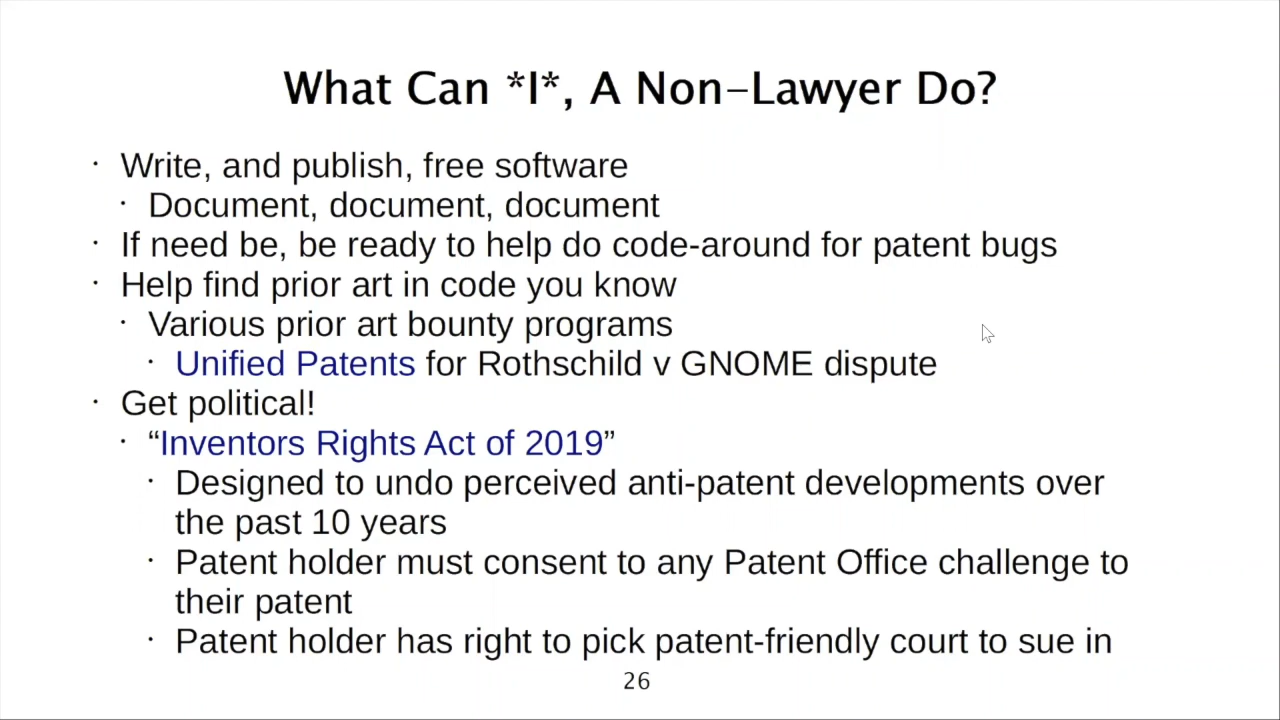 What Can *I*, A Non-Lawyer Do?
· Write, and publish, free software
· Document, document, document
· If need be, be ready to help do code-around for patent bugs
· Help find prior art in code you know
· Various prior art bounty programs
· Unified Patents for Rothschild v GNOME dispute
· Get political!
· “Inventors Rights Act of 2019”
· Designed to undo perceived anti-patent developments over
the past 10 years
· Patent holder must consent to any Patent Office challenge to
their patent
· Patent holder has right to pick patent-friendly court to sue in
26